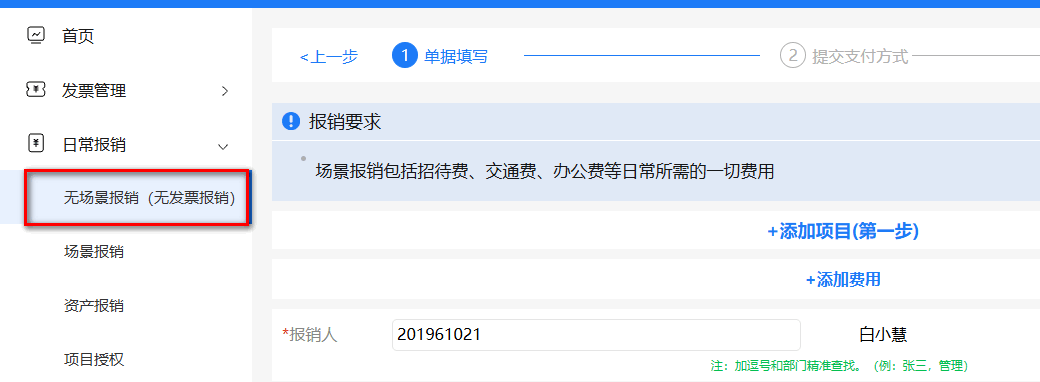 首页
发票管理
日常报销
无场景报销（无发票报销）
场景报销
资产报销
项目授权
<上一步 1 单据填写 2 提交支付方式
报销要求
场景报销包括招待费、交通费、办公费等日常所需的一切费用
+添加项目(第一步)
+添加费用
*报销人 201961021 白小慧
注：加逗号和部门精准查找。（例：张三，管理）